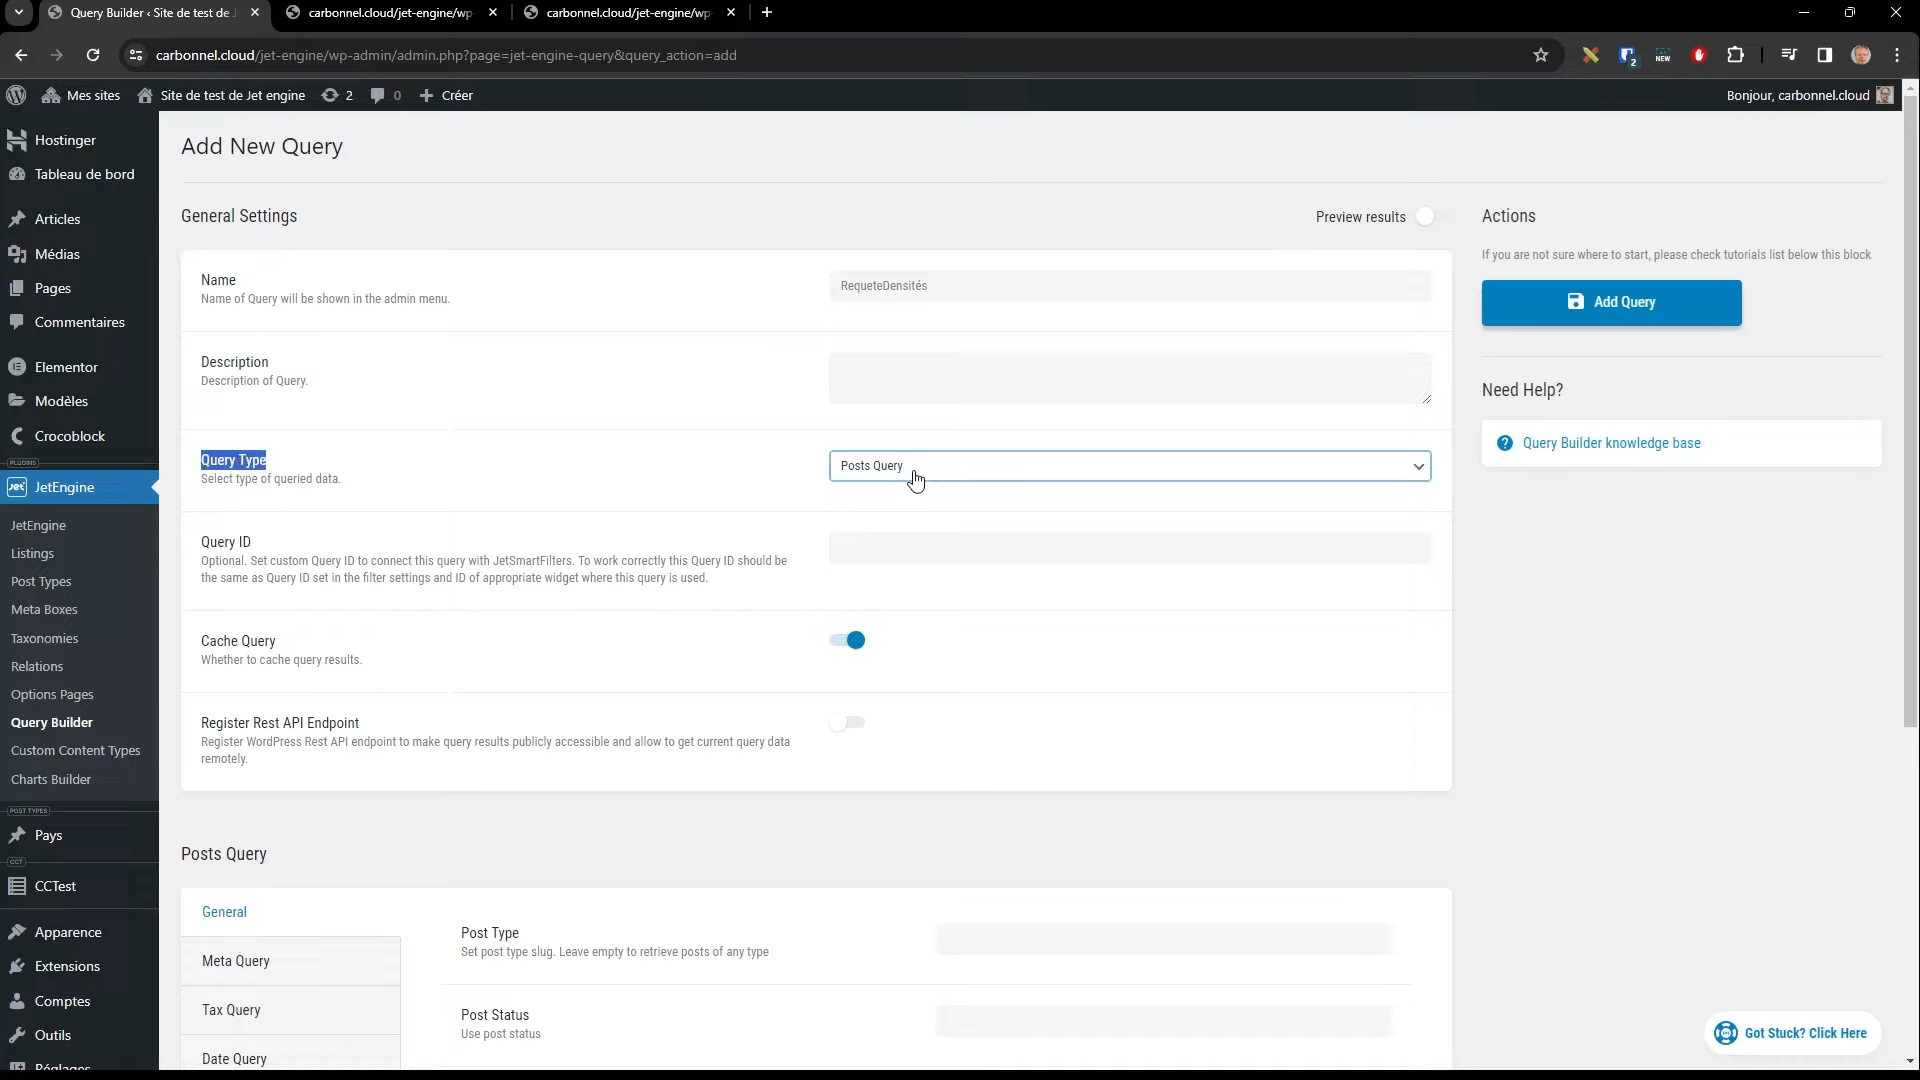 Query Builder ‹ Site de test de J
carbonnel.cloud/jet-engine/wp-
carbonnel.cloud/jet-engine/wp-
carbonnel.cloud/jet-engine/wp-admin/admin.php?page=jet-engine-query&query_action=add
2
NEW
Mes sites
Site de test de Jet engine
2
0
Créer
Bonjour, carbonnel.cloud
Hostinger
Tableau de bord
Articles
Médias
Pages
Commentaires
Elementor
Modèles
Crocoblock
PLUGINS
JetEngine
JetEngine
Listings
Post Types
Meta Boxes
Taxonomies
Relations
Options Pages
Query Builder
Custom Content Types
Charts Builder
POST TYPES
Pays
CCT
CCTest
Apparence
Extensions
Comptes
Outils
Réglages
Add New Query
General Settings
Preview results
Name
Name of Query will be shown in the admin menu.
RequeteDensités
Description
Description of Query.
Query Type
Select type of queried data.
Posts Query
Query ID
Optional. Set custom Query ID to connect this query with JetSmartFilters. To work correctly this Query ID should be
the same as Query ID set in the filter settings and ID of appropriate widget where this query is used.
Cache Query
Whether to cache query results.
Register Rest API Endpoint
Register WordPress Rest API endpoint to make query results publicly accessible and allow to get current query data
remotely.
Posts Query
General
Meta Query
Tax Query
Date Query
Post Type
Set post type slug. Leave empty to retrieve posts of any type
Post Status
Use post status
Actions
If you are not sure where to start, please check tutorials list below this block
Add Query
Need Help?
Query Builder knowledge base
Got Stuck? Click Here